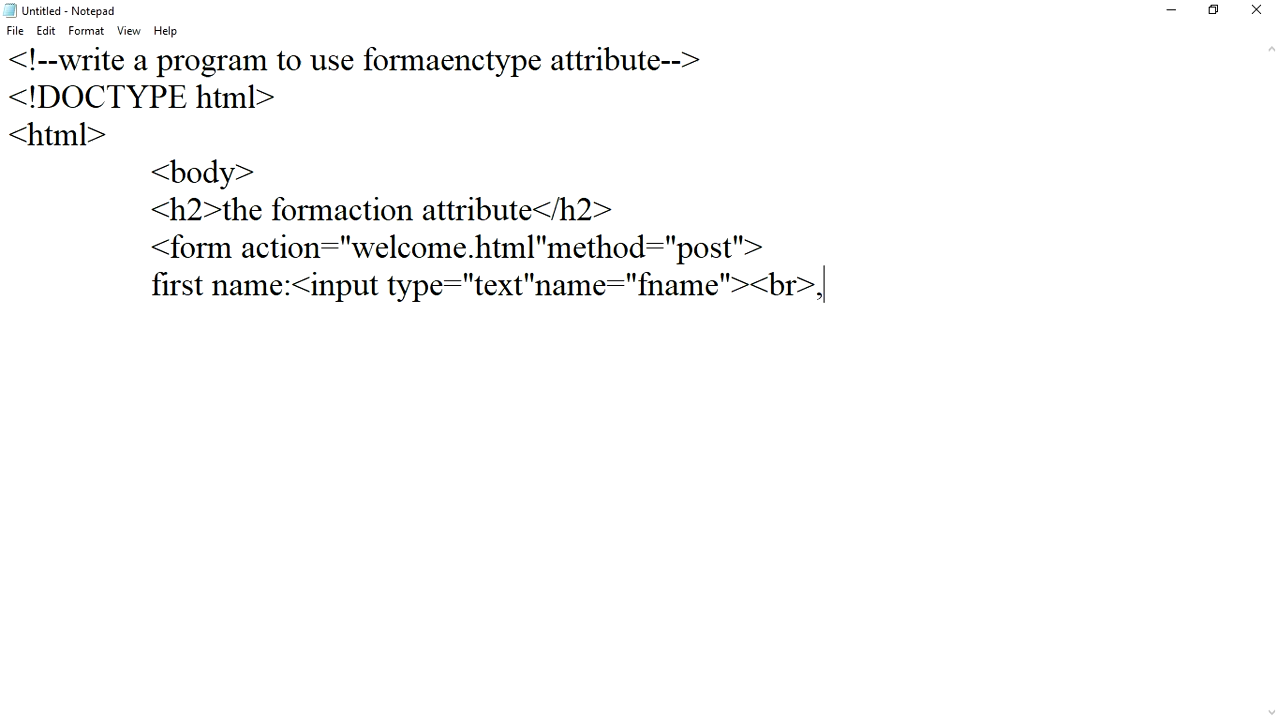 Untitled - Notepad
File Edit Format View Help
<!--write a program to use formaenctype attribute-->
<!DOCTYPE html>
<html>
<body>
<h2>the formaction attribute</h2>
<form action="welcome.html"method="post">
first name:<input type="text"name="fname"><br>,